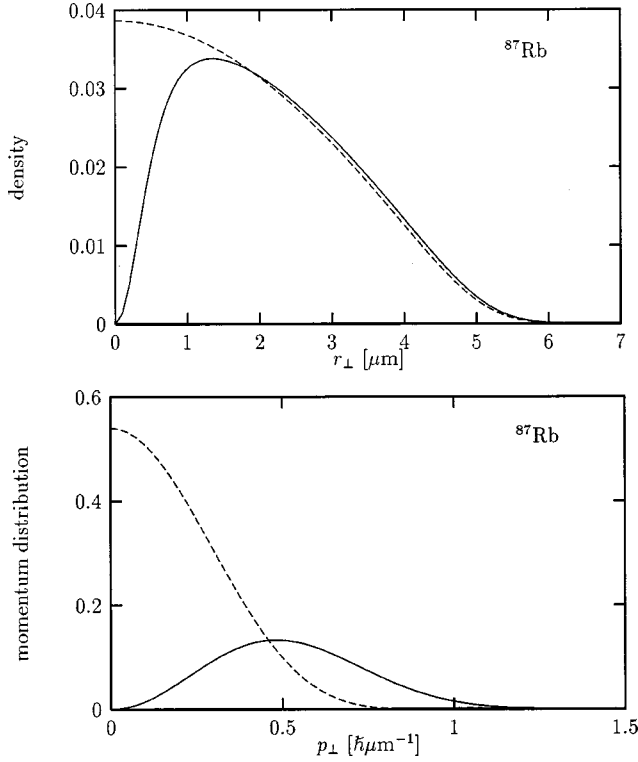 0.04
⁸⁷Rb
0.03
density
0.02
0.01
0
0 1 2 3 4 5 6 7
r⊥ [μm]
0.6
⁸⁷Rb
momentum distribution
0.4
0.2
0
0 0.5 1 1.5
p⊥ [ℏμm⁻¹]